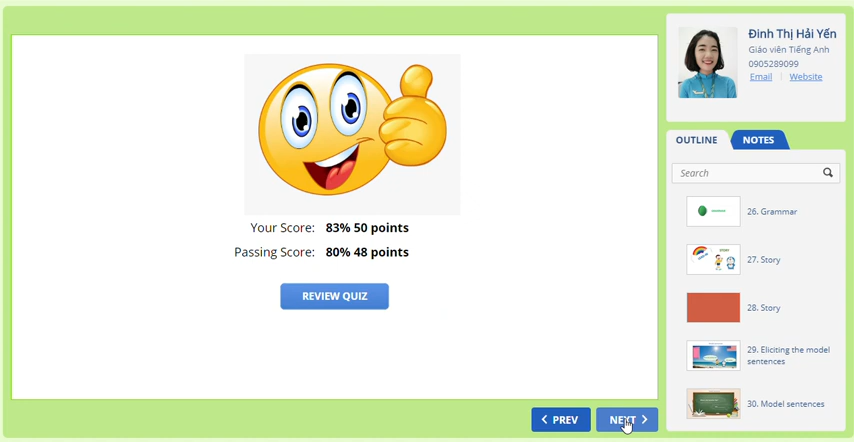 Your Score: 83% 50 points
Passing Score: 80% 48 points
REVIEW QUIZ
PREV
NEXT
Đinh Thị Hải Yến
Giáo viên Tiếng Anh
0905289099
Email | Website
OUTLINE
NOTES
Search
26. Grammar
27. Story
28. Story
29. Eliciting the model
sentences
30. Model sentences